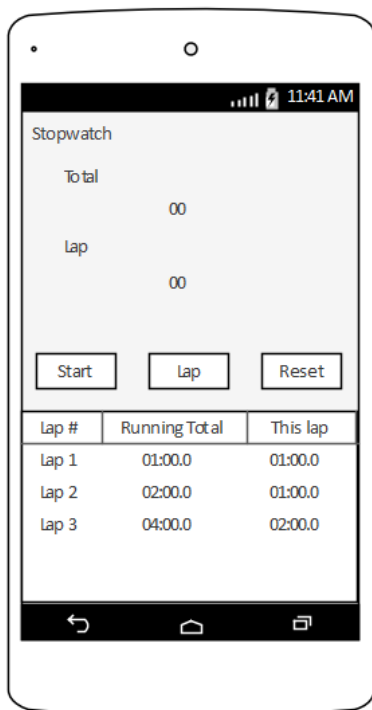 11:41 AM
Stopwatch
Total
00
Lap
00
Start Lap Reset
Lap # Running Total This lap
Lap 1 01:00.0 01:00.0
Lap 2 02:00.0 01:00.0
Lap 3 04:00.0 02:00.0